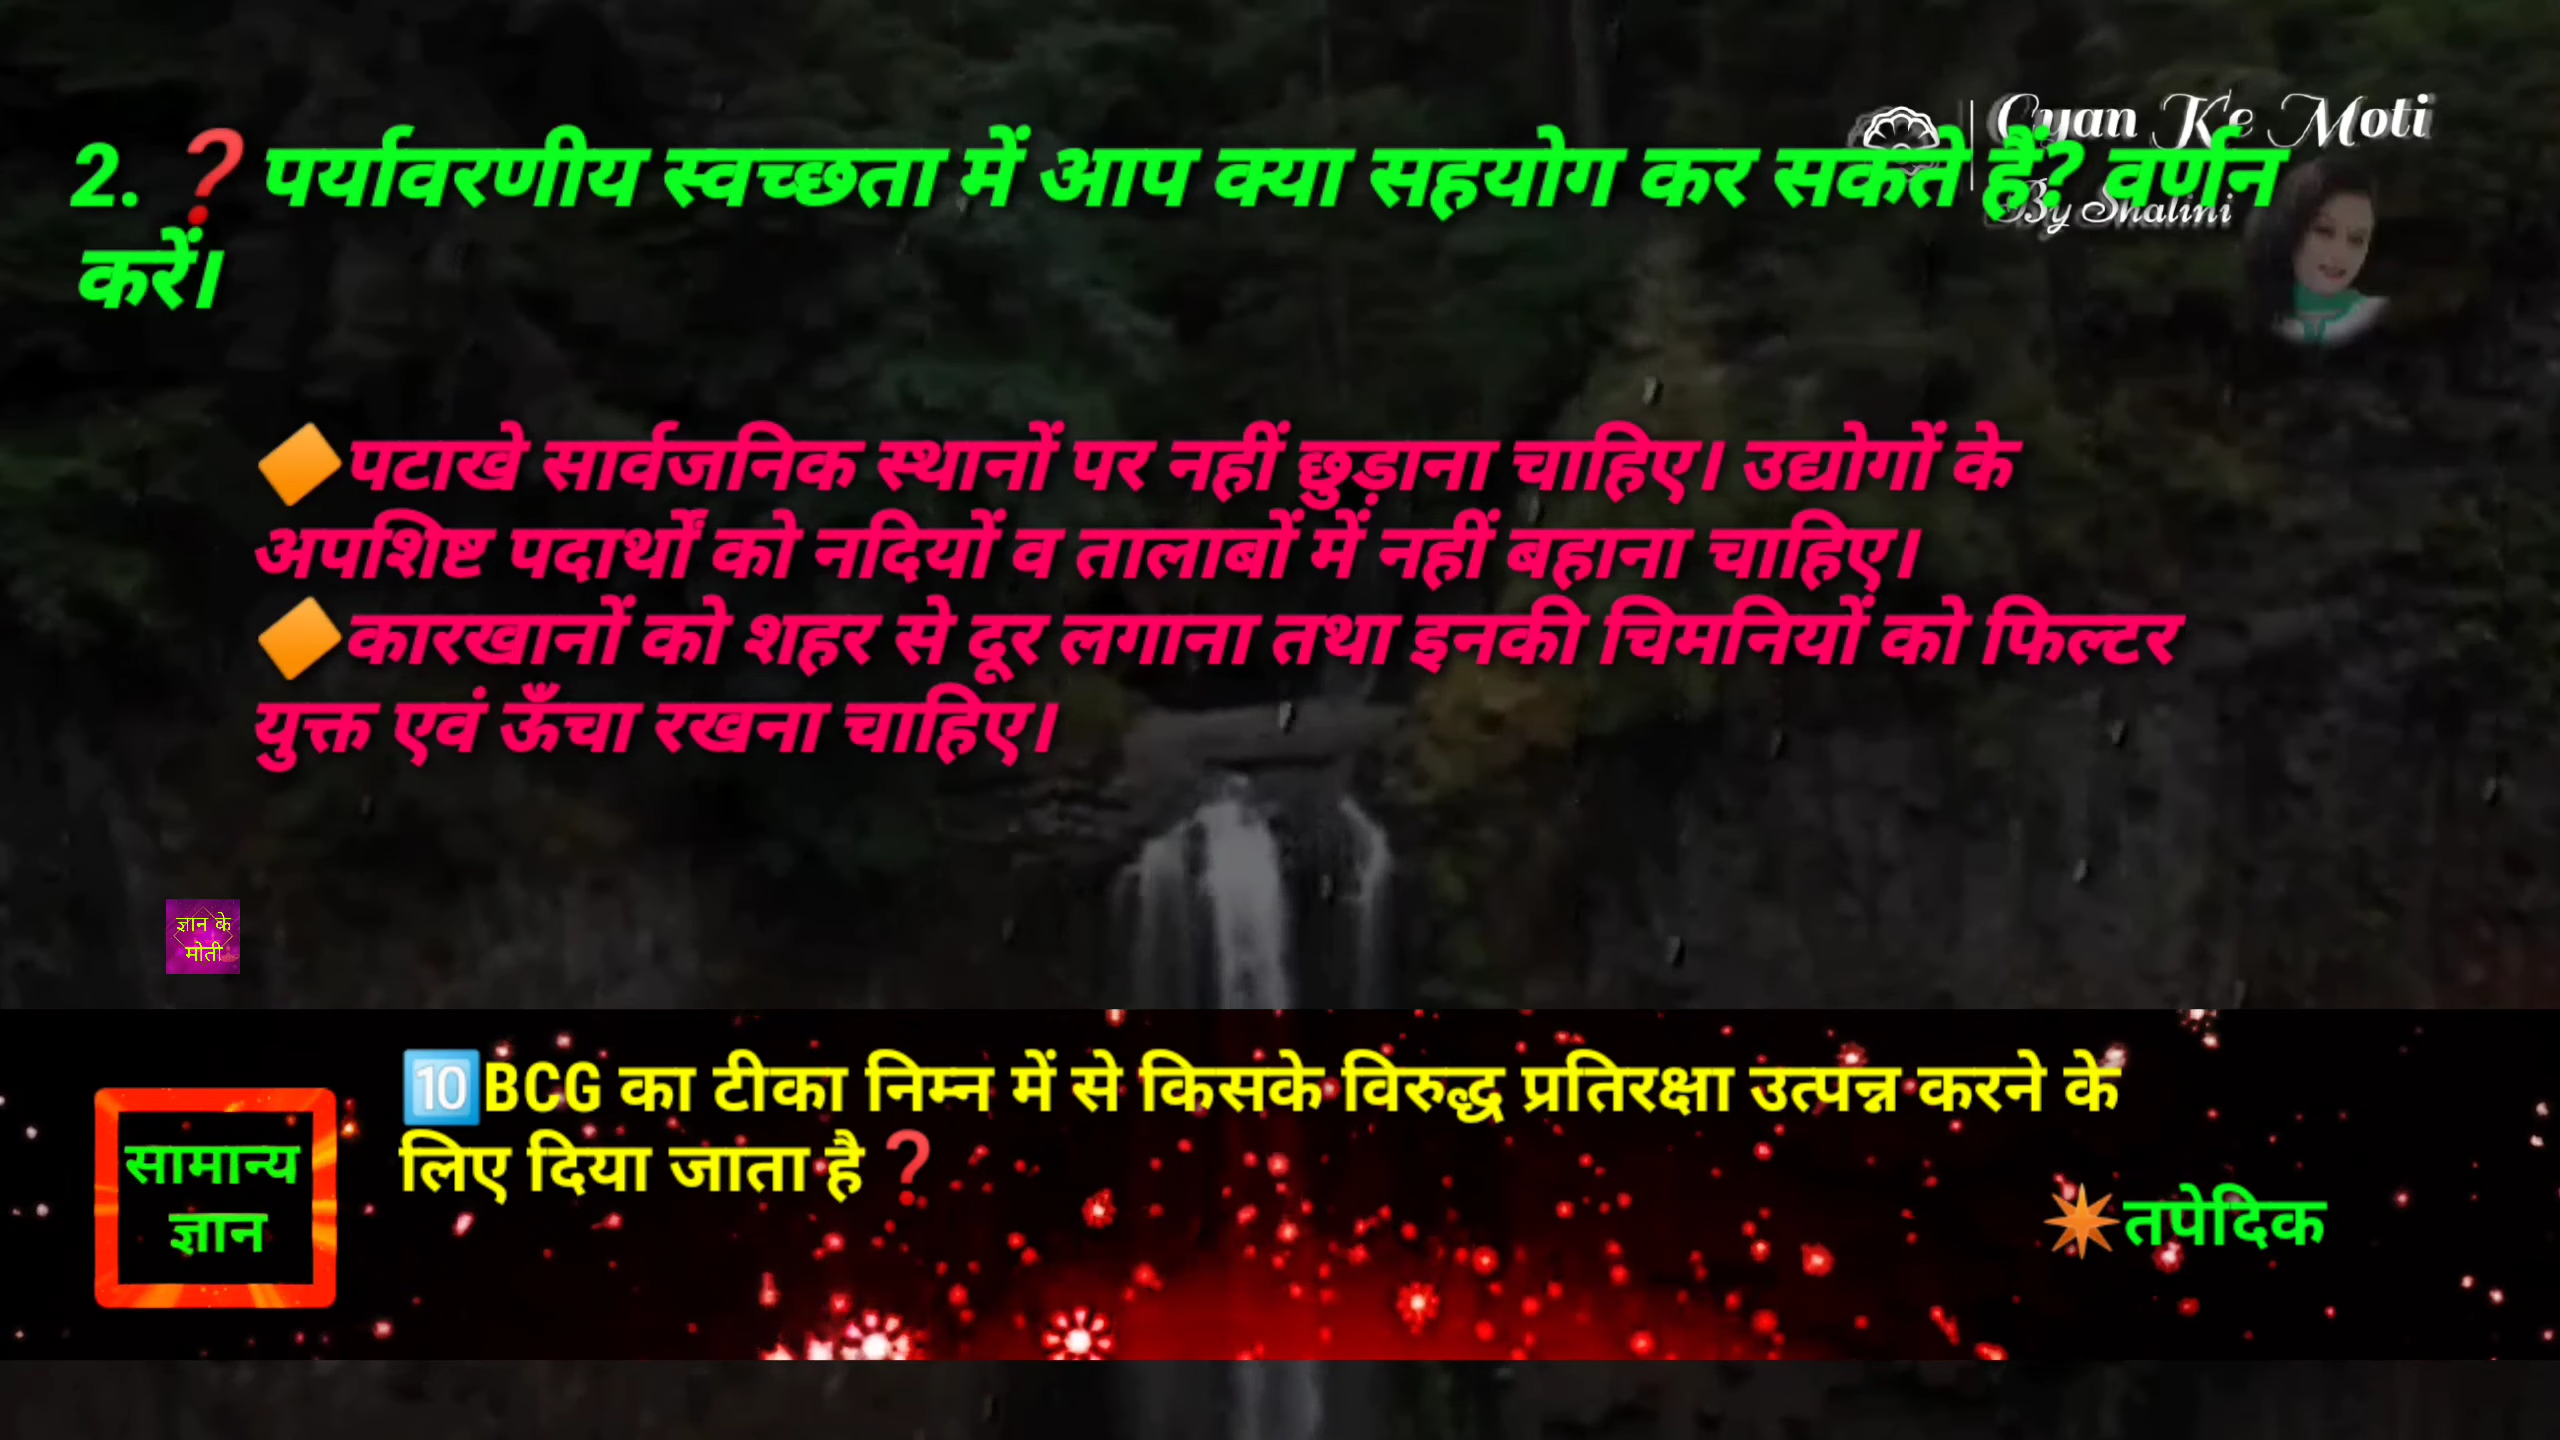 Gyan Ke Moti
By Shalini
2. ❓पर्यावरणीय स्वच्छता में आप क्या सहयोग कर सकते हैं? वर्णन
करें।
🔶पटाखे सार्वजनिक स्थानों पर नहीं छुड़ाना चाहिए। उद्योगों के
अपशिष्ट पदार्थों को नदियों व तालाबों में नहीं बहाना चाहिए।
🔶कारखानों को शहर से दूर लगाना तथा इनकी चिमनियों को फिल्टर
युक्त एवं ऊँचा रखना चाहिए।
ज्ञान के
मोती
सामान्य
ज्ञान
🔟BCG का टीका निम्न में से किसके विरुद्ध प्रतिरक्षा उत्पन्न करने के
लिए दिया जाता है❓
✴तपेदिक